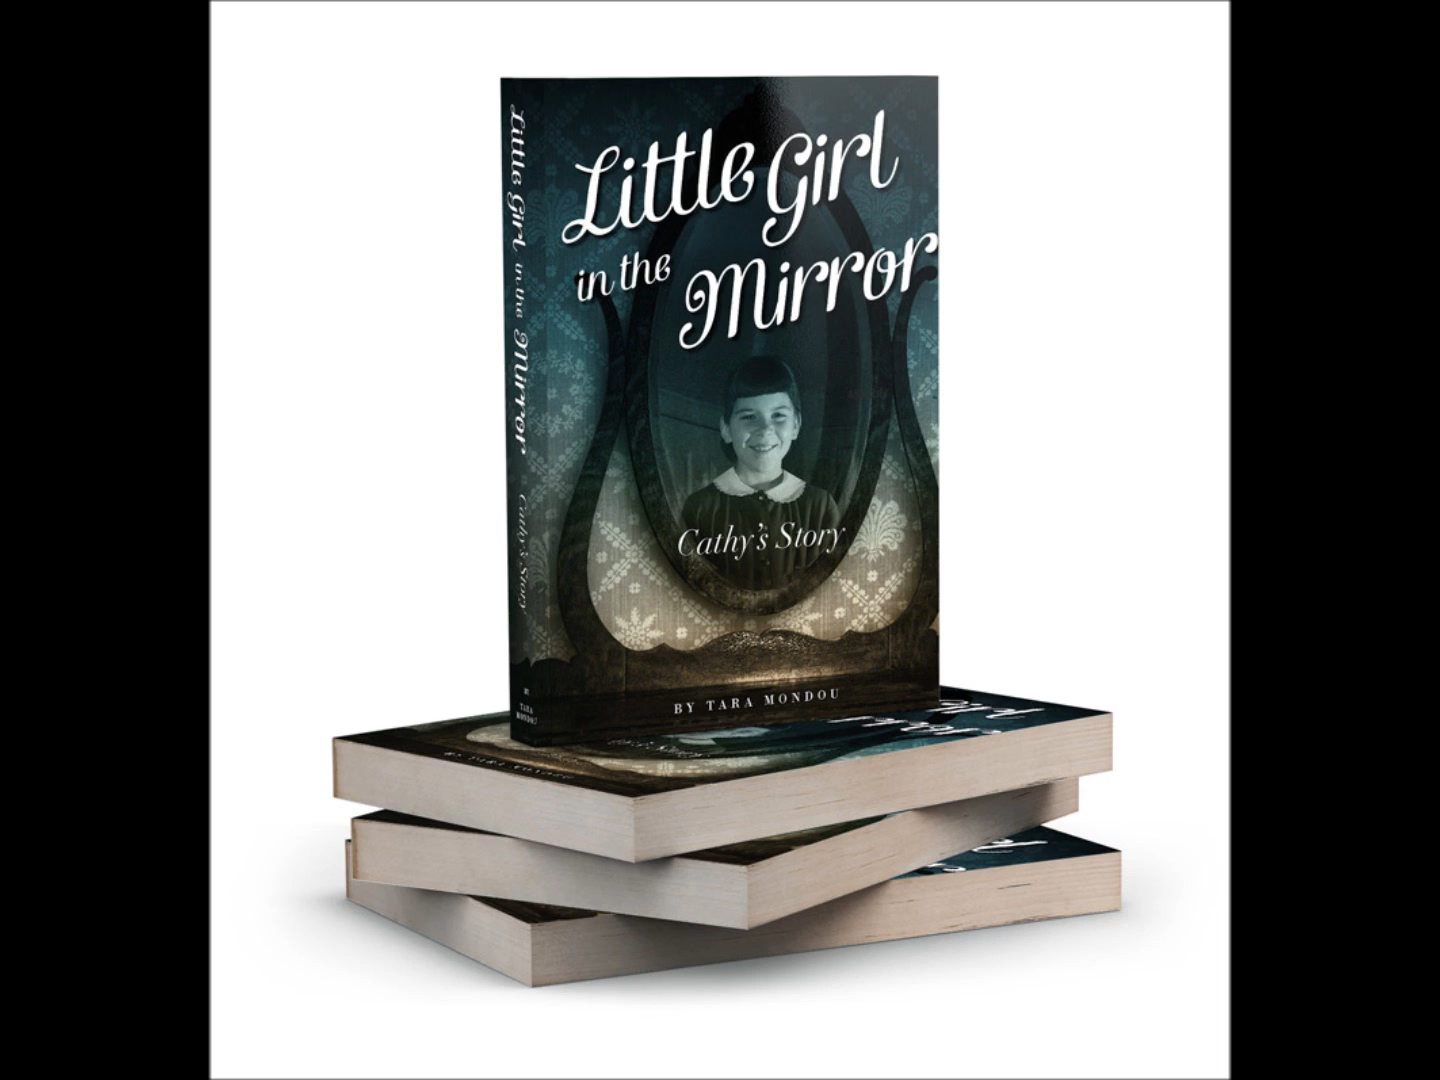 Little Girl
in the Mirror
Cathy's Story
BY TARA MONDOU
Little Girl in the Mirror
Cathy's Story
BY
TARA
MONDOU